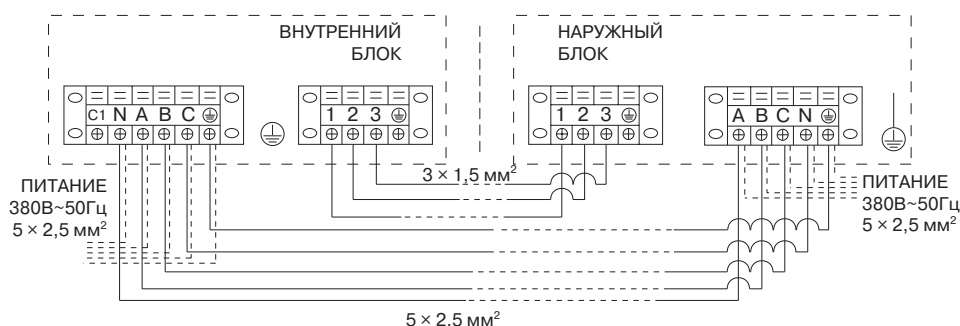 ВНУТРЕННИЙ
БЛОК
НАРУЖНЫЙ
БЛОК
C1 N A B C
1 2 3
1 2 3
A B C N
3 × 1,5 мм²
ПИТАНИЕ
380В~50Гц
5 × 2,5 мм²
ПИТАНИЕ
380В~50Гц
5 × 2,5 мм²
5 × 2.5 мм²